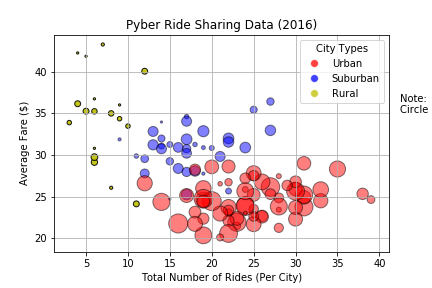 Pyber Ride Sharing Data (2016)
City Types
Urban
Suburban
Rural
Note:
Circle
Average Fare ($)
40
35
30
25
20
5
10
15
20
25
30
35
40
Total Number of Rides (Per City)